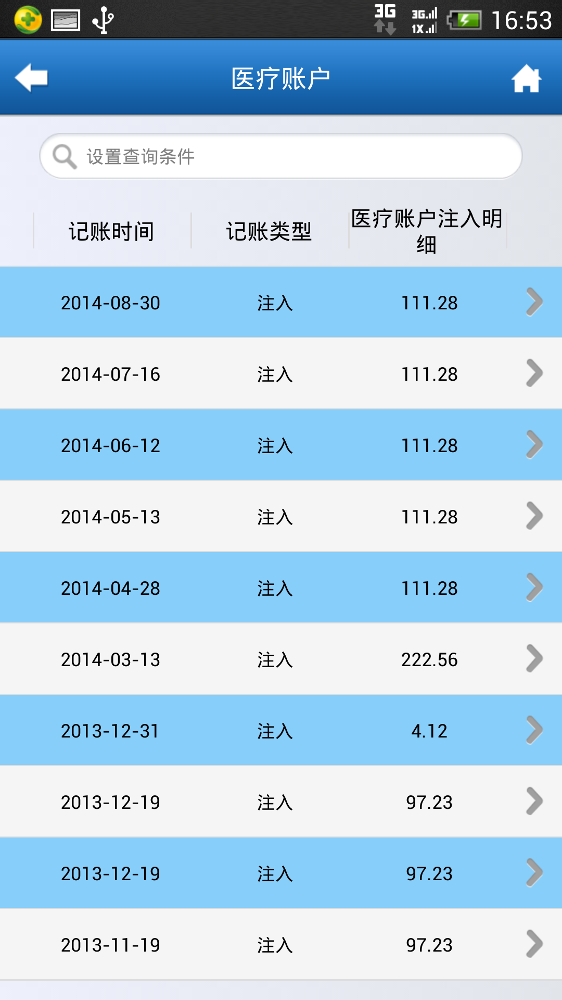 3G 3G 1X 16:53
医疗账户
设置查询条件
记账时间 记账类型 医疗账户注入明
细
2014-08-30 注入 111.28
2014-07-16 注入 111.28
2014-06-12 注入 111.28
2014-05-13 注入 111.28
2014-04-28 注入 111.28
2014-03-13 注入 222.56
2013-12-31 注入 4.12
2013-12-19 注入 97.23
2013-12-19 注入 97.23
2013-11-19 注入 97.23